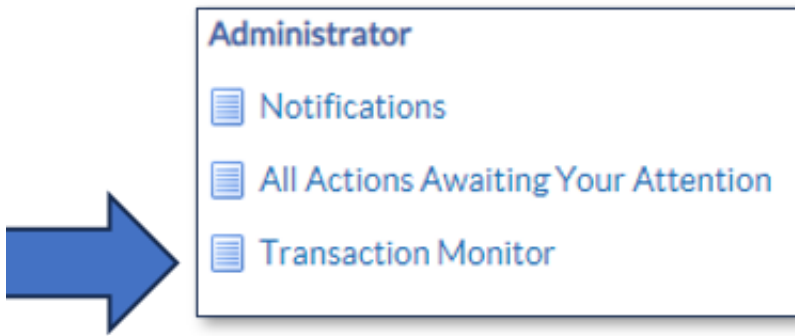 Administrator
Notifications
All Actions Awaiting Your Attention
Transaction Monitor